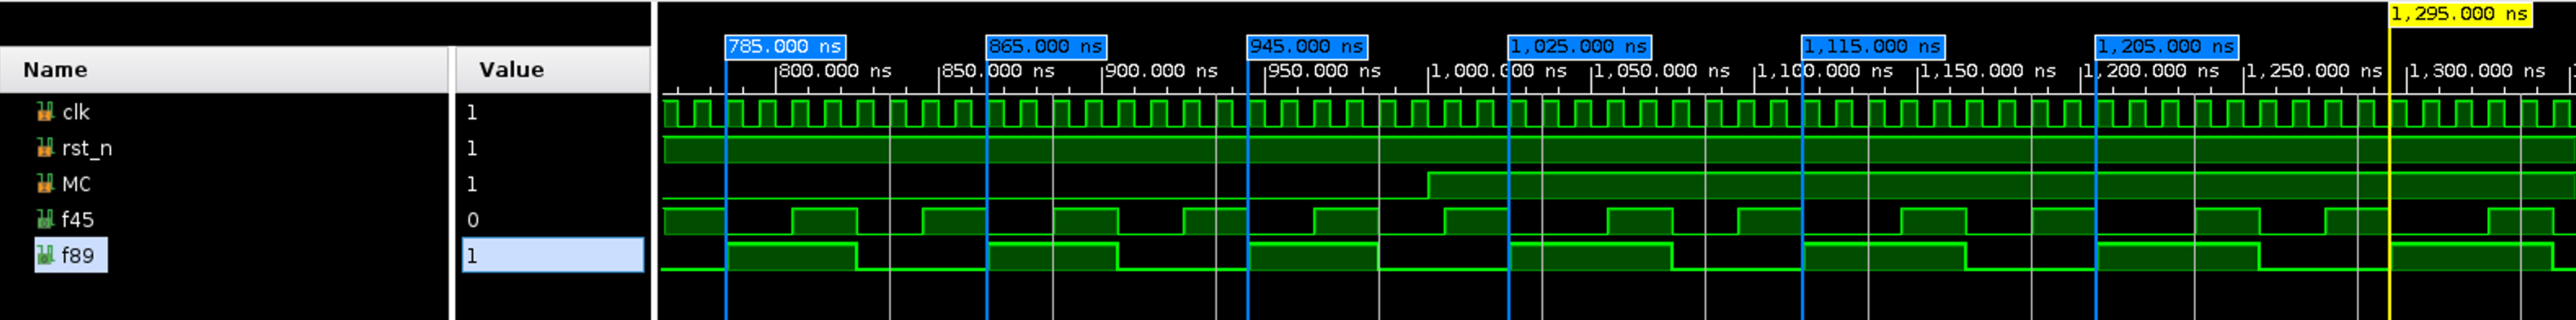 1,295.000 ns
785.000 ns 865.000 ns 945.000 ns 1,025.000 ns 1,115.000 ns 1,205.000 ns
Name Value 800.000 ns 850.000 ns 900.000 ns 950.000 ns 1,000.000 ns 1,050.000 ns 1,100.000 ns 1,150.000 ns 1,200.000 ns 1,250.000 ns 1,300.000 ns
clk 1
rst_n 1
MC 1
f45 0
f89 1